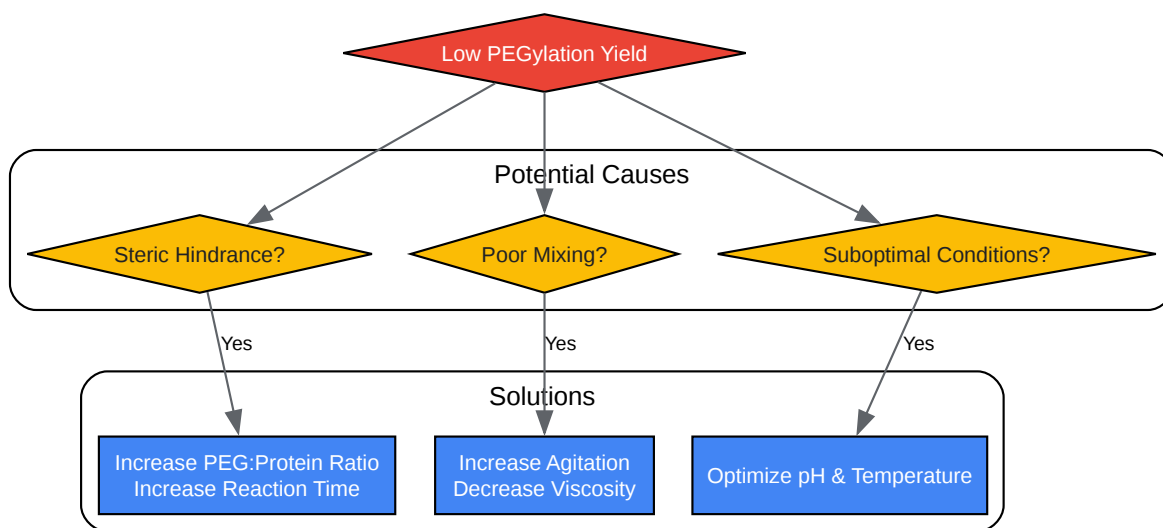 Low PEGylation Yield
Potential Causes
Steric Hindrance?
Poor Mixing?
Suboptimal Conditions?
Yes
Yes
Yes
Solutions
Increase PEG:Protein Ratio
Increase Reaction Time
Increase Agitation
Decrease Viscosity
Optimize pH & Temperature